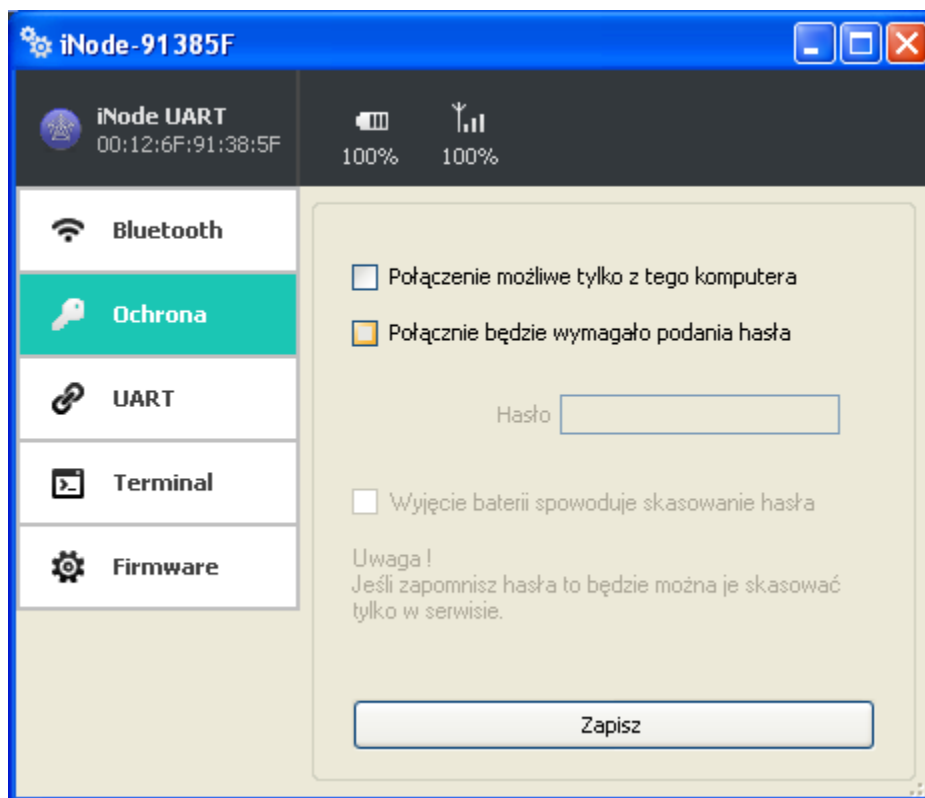 iNode-91385F
iNode UART
00:12:6F:91:38:5F
100%
100%
Bluetooth
Ochrona
UART
Terminal
Firmware
Połączenie możliwe tylko z tego komputera
Połącznie będzie wymagało podania hasła
Hasło
Wyjęcie baterii spowoduje skasowanie hasła
Uwaga !
Jeśli zapomnisz hasła to będzie można je skasować
tylko w serwisie.
Zapisz